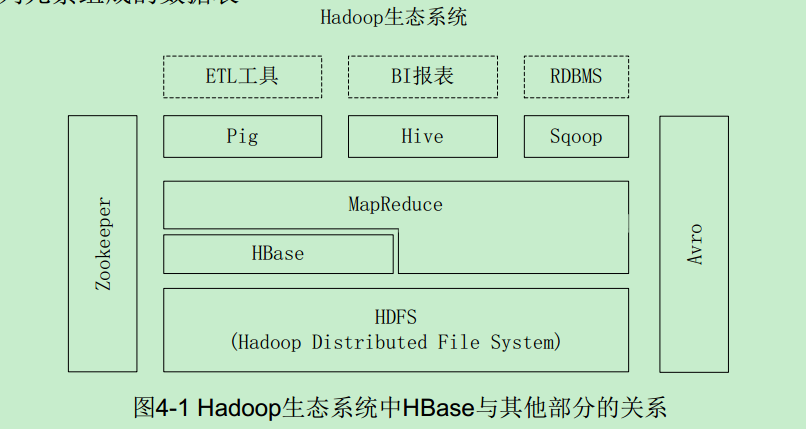 Hadoop生态系统
ETL工具 BI报表 RDBMS
Pig Hive Sqoop
Zookeeper
MapReduce
HBase
Avro
HDFS
(Hadoop Distributed File System)
图4-1 Hadoop生态系统中HBase与其他部分的关系